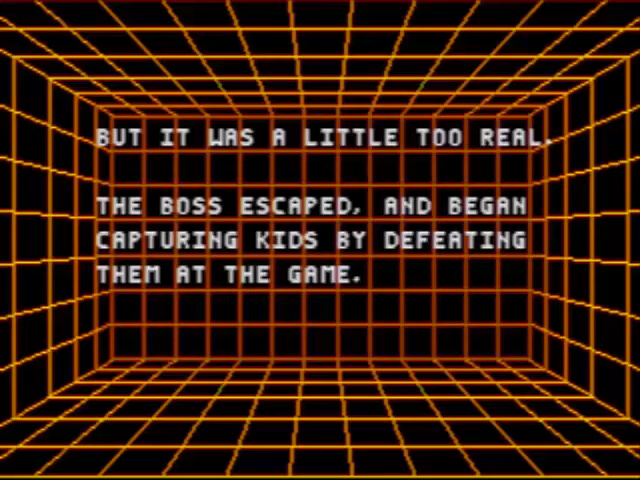 BUT IT WAS A LITTLE TOO REAL.
THE BOSS ESCAPED, AND BEGAN
CAPTURING KIDS BY DEFEATING
THEM AT THE GAME.